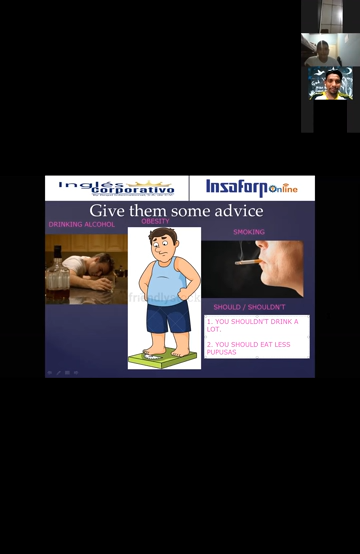 Inglés
Corporativo
Insaforp online
Give them some advice
DRINKING ALCOHOL
OBESITY
SMOKING
SHOULD / SHOULDN'T
1. YOU SHOULDN'T DRINK A
LOT.
2. YOU SHOULD EAT LESS
PUPUSAS